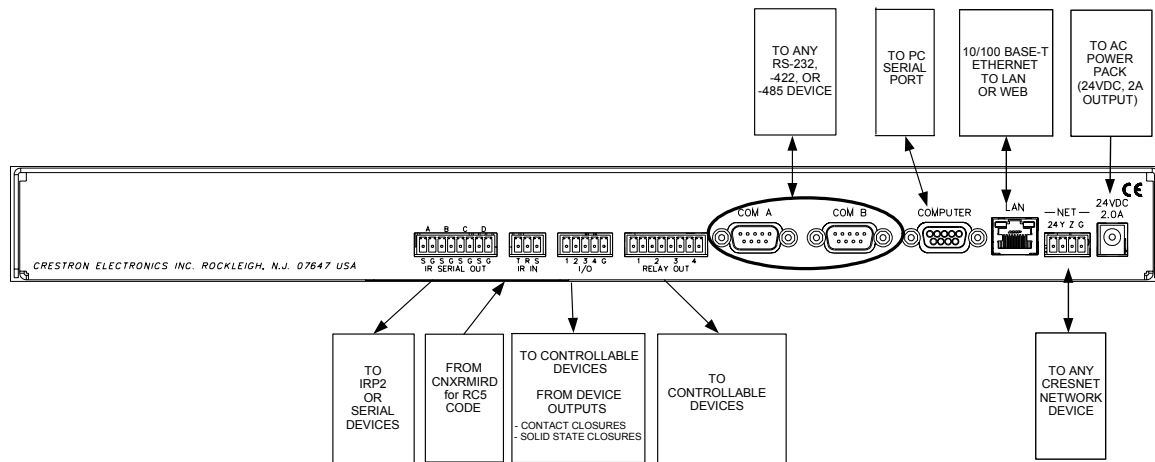 TO ANY
RS-232,
-422, OR
-485 DEVICE
TO PC
SERIAL
PORT
10/100 BASE-T
ETHERNET
TO LAN
OR WEB
TO AC
POWER
PACK
(24VDC, 2A
OUTPUT)
CRESTRON ELECTRONICS INC. ROCKLEIGH, N.J. 07647 USA
A B C D
S G S G S G S G
IR SERIAL OUT
T R S
IR IN
1 2 3 4 G
I/O
1 2 3 4
RELAY OUT
COM A
COM B
COMPUTER
LAN
NET
24 Y Z G
24VDC
2.0A
CE
TO
IRP2
OR
SERIAL
DEVICES
FROM
CNXRMIRD
for RC5
CODE
TO CONTROLLABLE
DEVICES
FROM DEVICE
OUTPUTS
- CONTACT CLOSURES
- SOLID STATE CLOSURES
TO
CONTROLLABLE
DEVICES
TO ANY
CRESNET
NETWORK
DEVICE